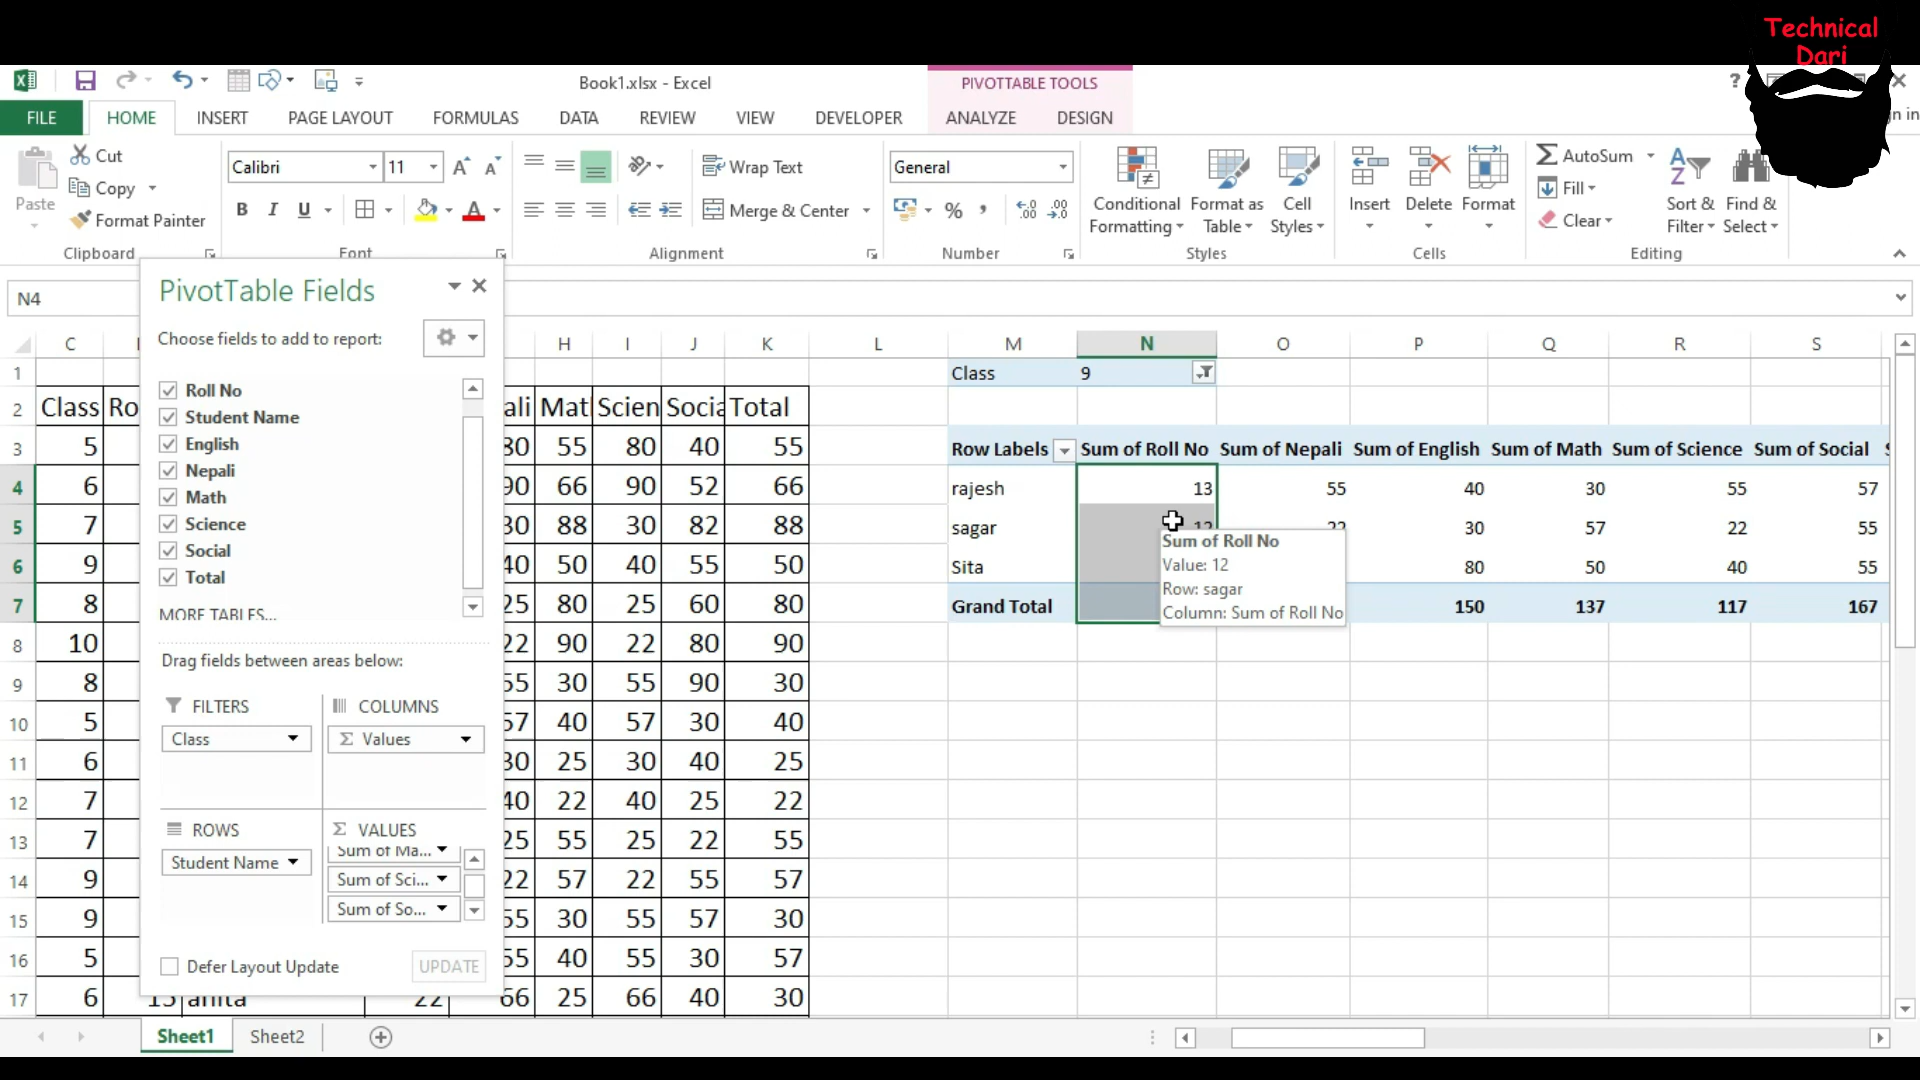 Technical
Dari
Book1.xlsx - Excel
PIVOTTABLE TOOLS
?
FILE HOME INSERT PAGE LAYOUT FORMULAS DATA REVIEW VIEW DEVELOPER ANALYZE DESIGN
Paste
Cut
Copy
Format Painter
Clipboard
Calibri 11
B I U
Font
Wrap Text
Merge & Center
Alignment
General
% ,
Number
Conditional Formatting
Format as Table
Cell Styles
Styles
Insert Delete Format
Cells
AutoSum
Fill
Clear
Sort & Filter
Find & Select
Editing
N4
PivotTable Fields
Choose fields to add to report:
Roll No
Student Name
English
Nepali
Math
Science
Social
Total
MORE TABLES...
Drag fields between areas below:
FILTERS COLUMNS
Class Σ Values
ROWS Σ VALUES
Student Name
Sum of Ma...
Sum of Sci...
Sum of So...
Defer Layout Update UPDATE
C H I J K L M N O P Q R S
1 Class 9
2 Class Ro ali Mat Scien Socia Total
3 5 80 55 80 40 55 Row Labels Sum of Roll No Sum of Nepali Sum of English Sum of Math Sum of Science Sum of Social
4 6 90 66 90 52 66 rajesh 13 55 40 30 55 57
5 7 30 88 30 82 88 sagar 12 22 30 57 22 55
6 9 40 50 40 55 50 Sita 80 50 40 55
7 8 25 80 25 60 80 Grand Total 150 137 117 167
Sum of Roll No
Value: 12
Row: sagar
Column: Sum of Roll No
8 10 22 90 22 80 90
9 8 55 30 55 90 30
10 5 57 40 57 30 40
11 6 30 25 30 40 25
12 7 40 22 40 25 22
13 7 25 55 25 22 55
14 9 22 57 22 55 57
15 9 55 30 55 57 30
16 5 55 40 55 30 57
17 6 15 anita 22 66 25 66 40 30
Sheet1 Sheet2